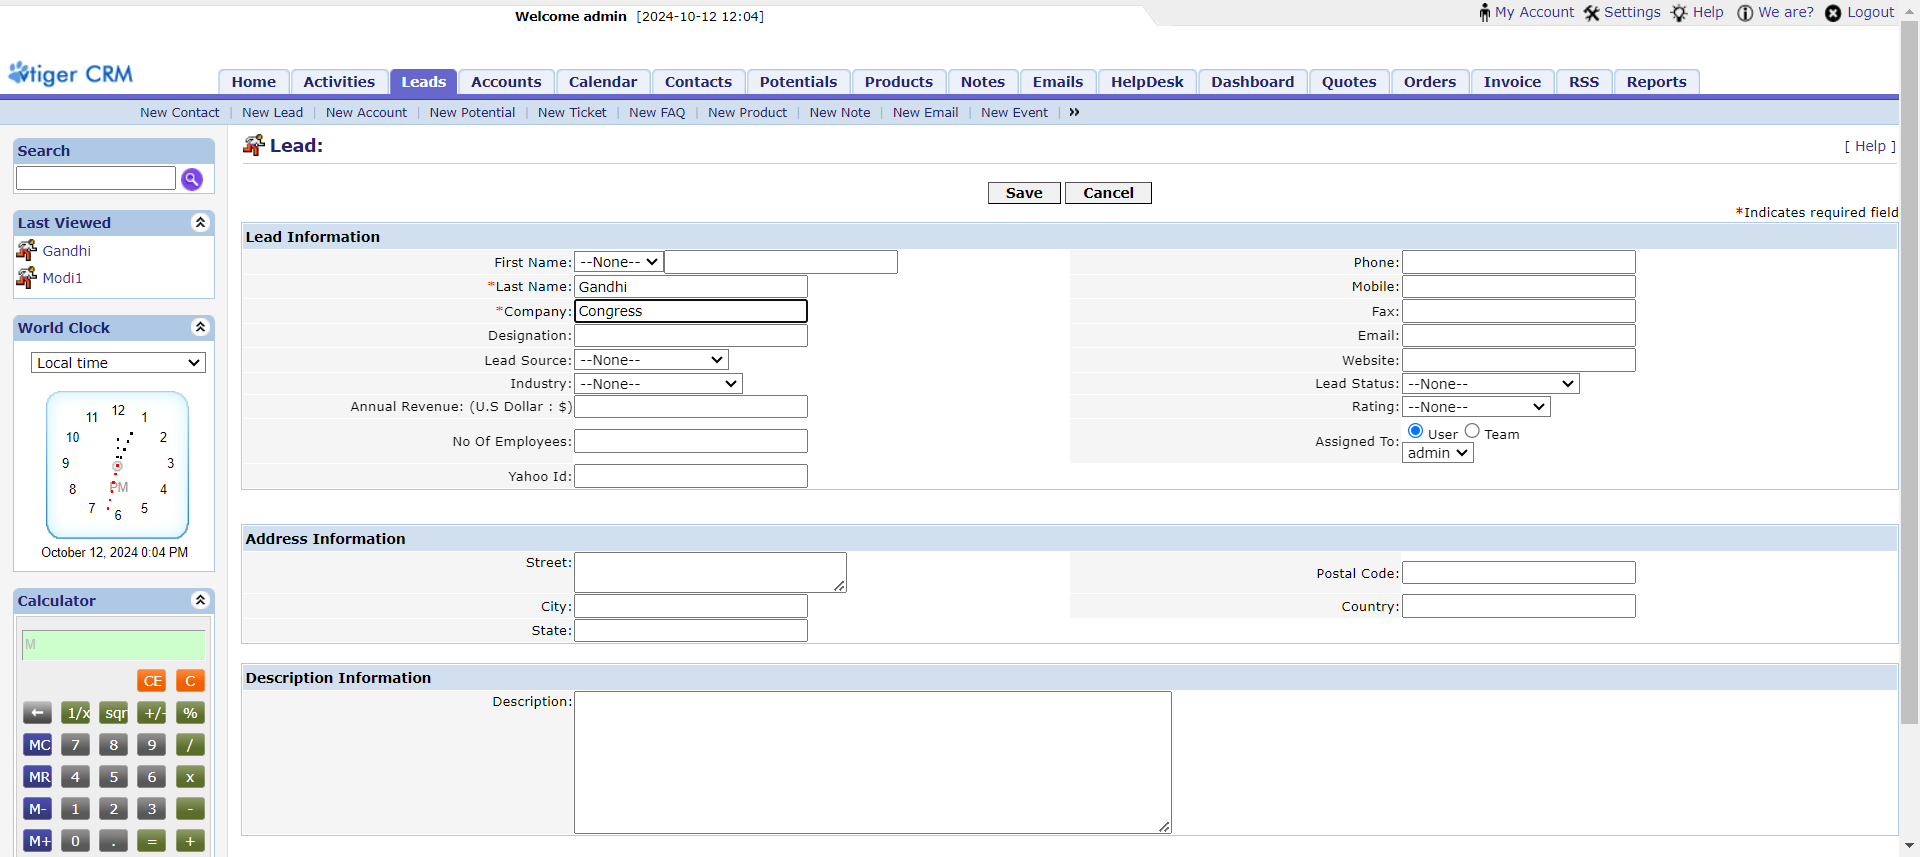 Welcome admin [2024-10-12 12:04]
My Account Settings Help We are? Logout
vtiger CRM
Home Activities Leads Accounts Calendar Contacts Potentials Products Notes Emails HelpDesk Dashboard Quotes Orders Invoice RSS Reports
New Contact | New Lead | New Account | New Potential | New Ticket | New FAQ | New Product | New Note | New Email | New Event | »
Search
Last Viewed
Gandhi
Modi1
World Clock
Local time
12
11 1
10 2
9 3
8 PM 4
7 5
6
October 12, 2024 0:04 PM
Calculator
M
CE C
← 1/x sqr +/- %
MC 7 8 9 /
MR 4 5 6 x
M- 1 2 3 -
M+ 0 . = +
Lead:
[ Help ]
Save Cancel
*Indicates required field
Lead Information
First Name: --None--
Phone:
*Last Name: Gandhi
Mobile:
*Company: Congress
Fax:
Designation:
Email:
Lead Source: --None--
Website:
Industry: --None--
Lead Status: --None--
Annual Revenue: (U.S Dollar : $)
Rating: --None--
No Of Employees:
Assigned To: User Team
admin
Yahoo Id:
Address Information
Street:
Postal Code:
City:
Country:
State:
Description Information
Description: